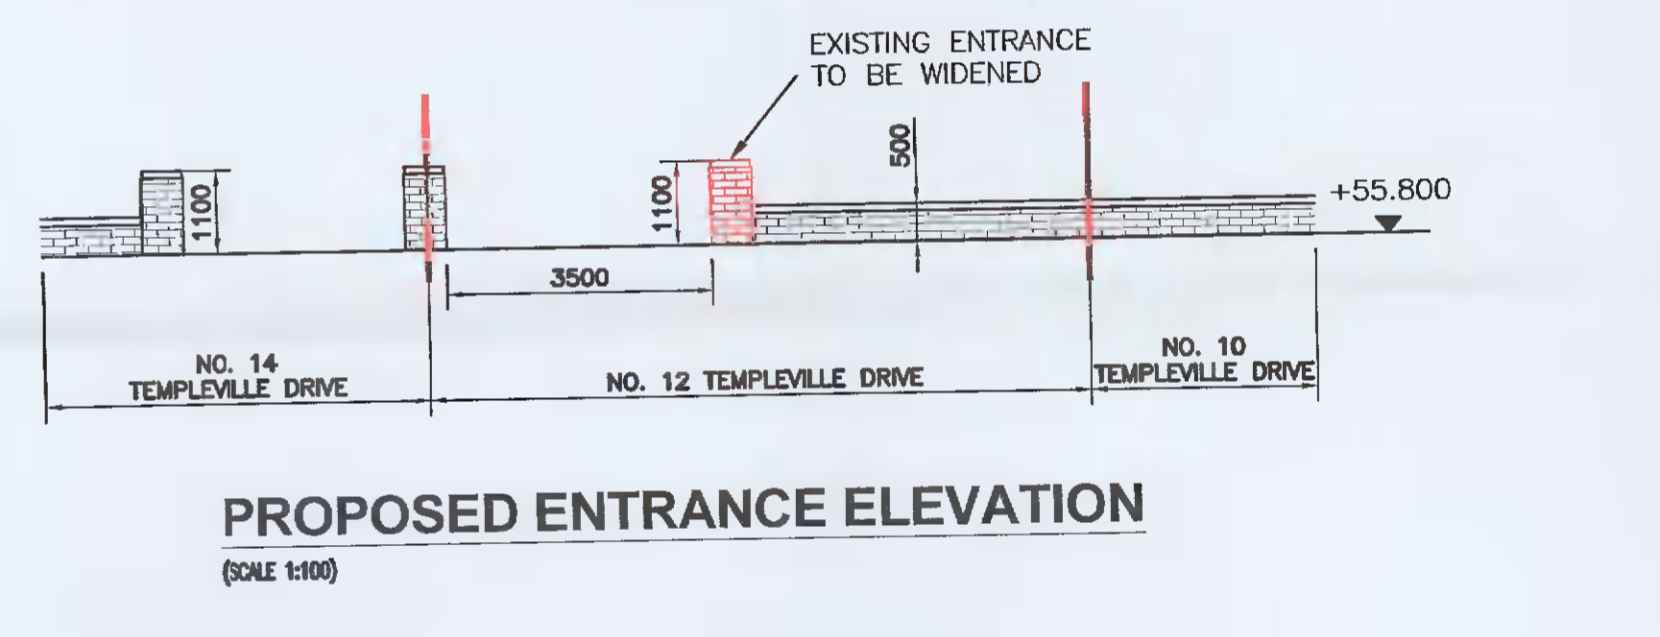 EXISTING ENTRANCE
TO BE WIDENED
500
1100
1100
+55.800
3500
NO. 14
TEMPLEVILLE DRIVE
NO. 12 TEMPLEVILLE DRIVE
NO. 10
TEMPLEVILLE DRIVE
PROPOSED ENTRANCE ELEVATION
(SCALE 1:100)